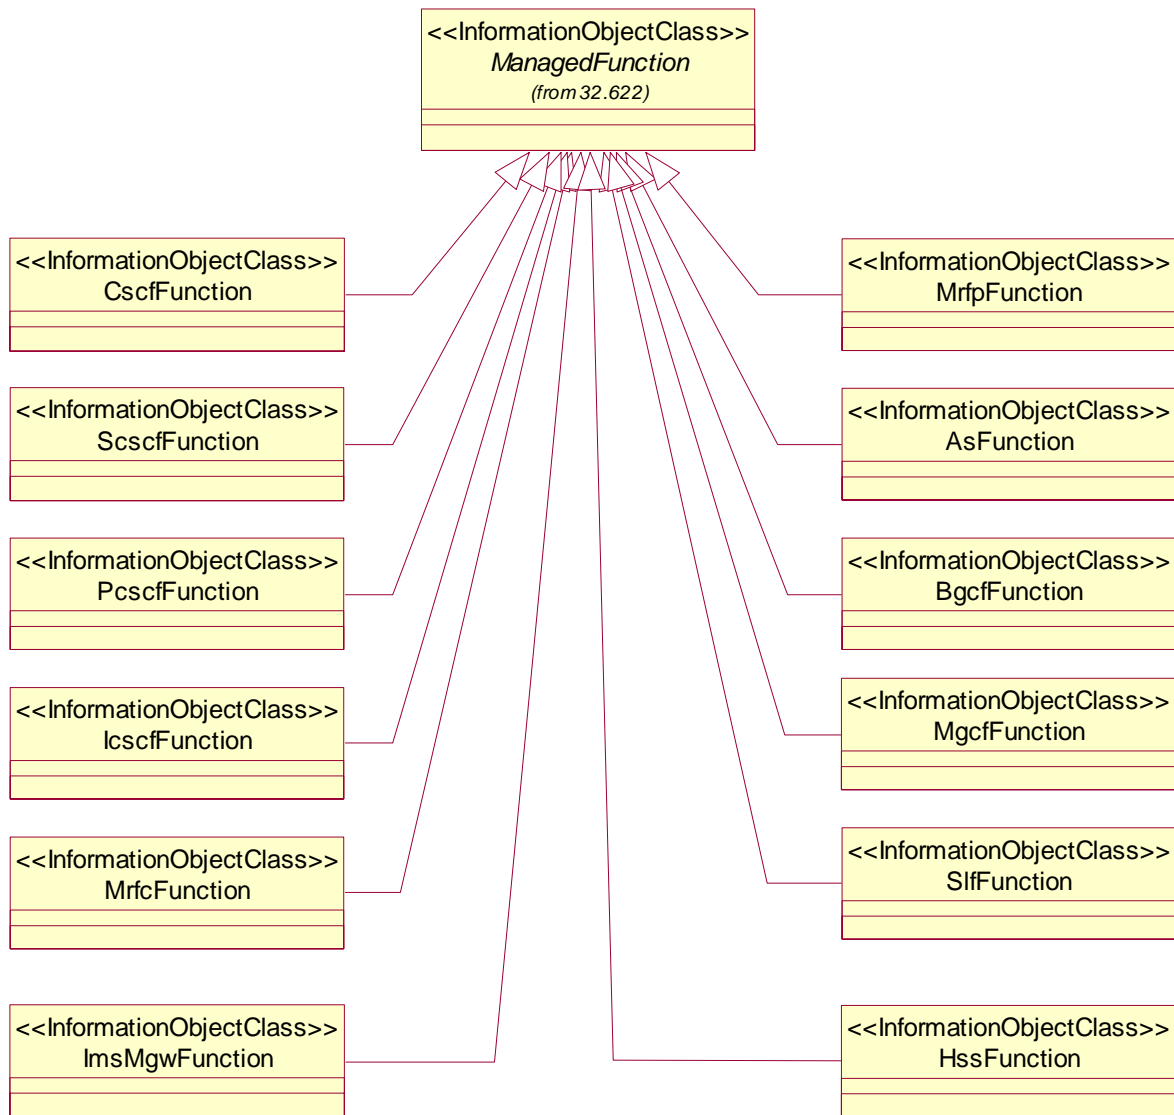 <<InformationObjectClass>>
ManagedFunction
(from 32.622)
<<InformationObjectClass>>
CscfFunction
<<InformationObjectClass>>
MrfpFunction
<<InformationObjectClass>>
ScscfFunction
<<InformationObjectClass>>
AsFunction
<<InformationObjectClass>>
PcscfFunction
<<InformationObjectClass>>
BgcfFunction
<<InformationObjectClass>>
IcscfFunction
<<InformationObjectClass>>
MgcfFunction
<<InformationObjectClass>>
MrfcFunction
<<InformationObjectClass>>
SlfFunction
<<InformationObjectClass>>
ImsMgwFunction
<<InformationObjectClass>>
HssFunction